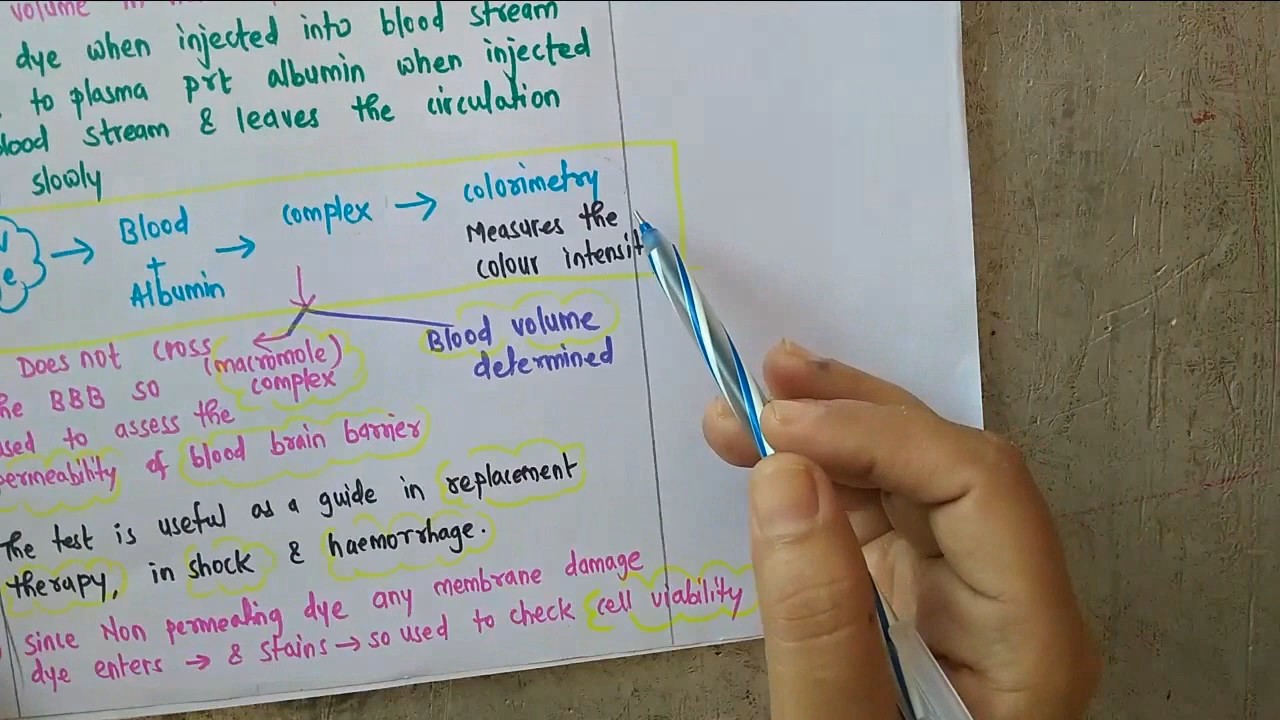 volume
dye when injected into blood stream
to plasma prt albumin when injected
blood stream & leaves the circulation
slowly
Blood
+
Albumin
→ → complex → colorimetry
Measures the
colour intensit
Does not cross (macromole)
complex
the BBB so
used to assess the
permeability of blood brain barrier
Blood volume
determined
The test is useful as a guide in replacement
therapy, in shock & haemorrhage.
since Non permeating dye any membrane damage
dye enters → & stains → so used to check cell viability